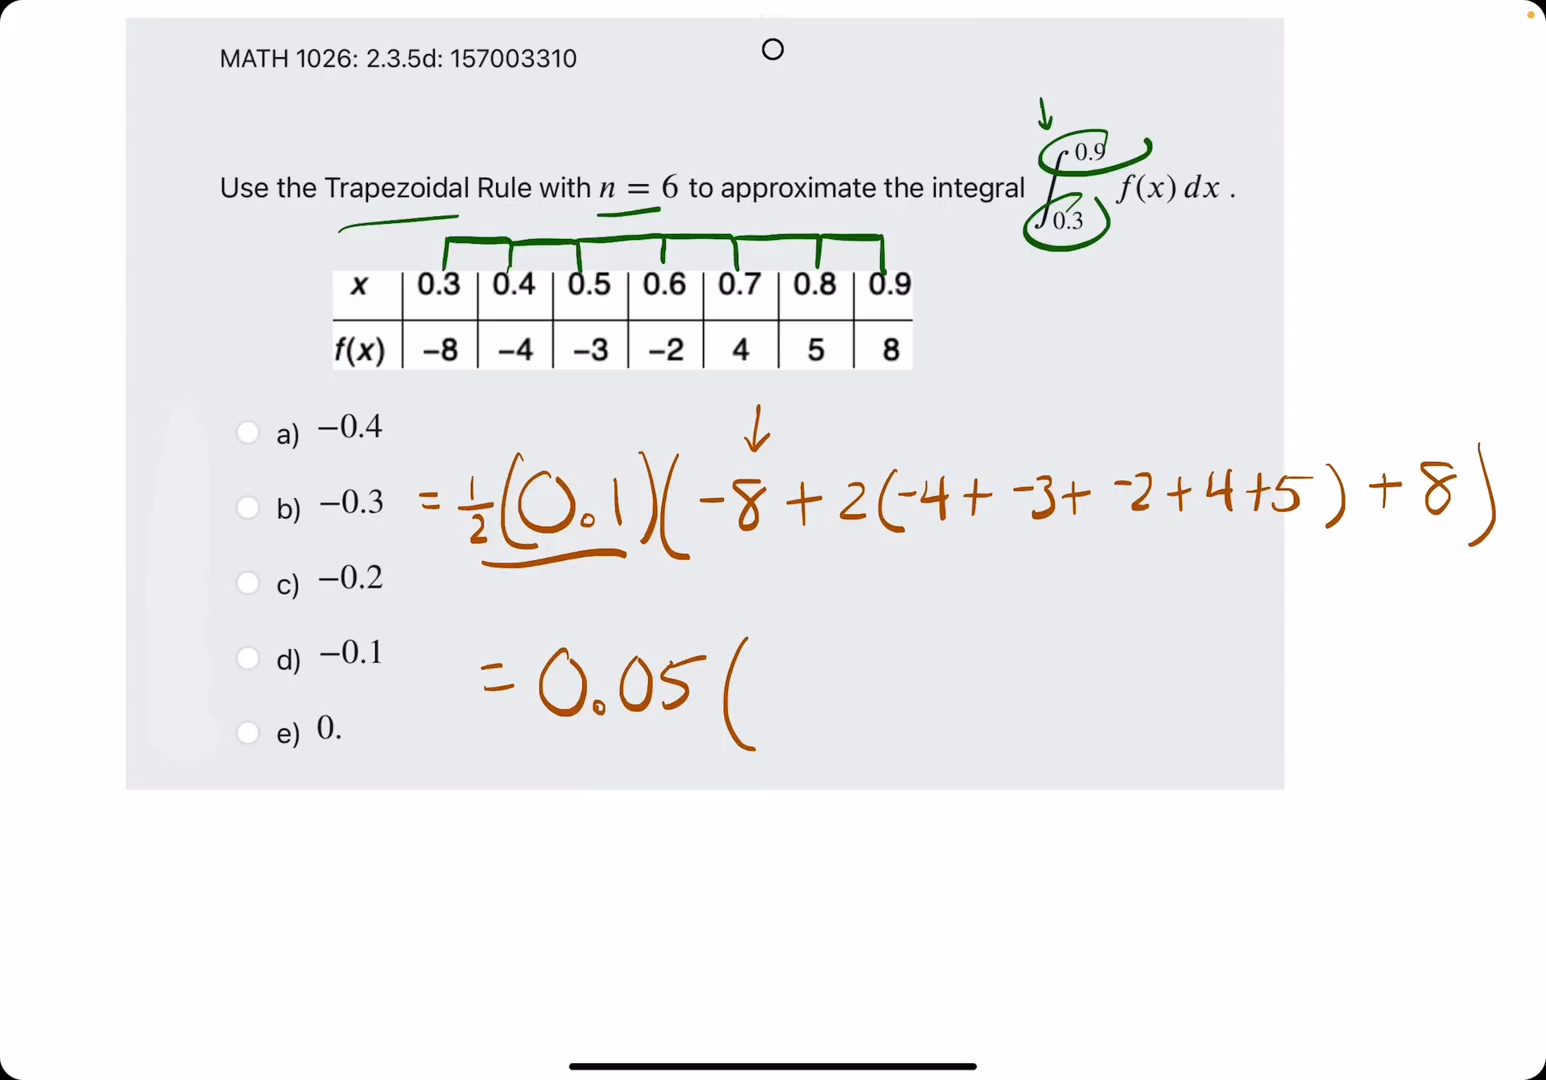 MATH 1026: 2.3.5d: 157003310
Use the Trapezoidal Rule with n = 6 to approximate the integral ∫_0.3^0.9 f(x) dx .
x | 0.3 | 0.4 | 0.5 | 0.6 | 0.7 | 0.8 | 0.9
f(x) | −8 | −4 | −3 | −2 | 4 | 5 | 8
a) −0.4
= 1/2 (0.1)(-8 + 2(-4 + -3 + -2 + 4 + 5) + 8)
b) −0.3
c) −0.2
d) −0.1
= 0.05 (
e) 0.